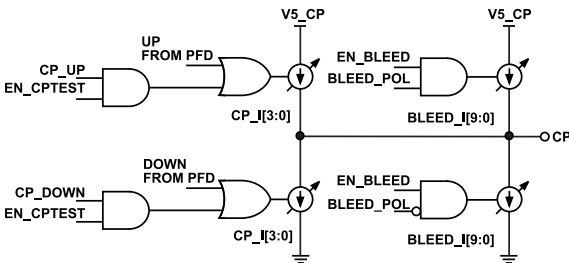 V5_CP
V5_CP
UP
FROM PFD
CP_UP
EN_CPTEST
EN_BLEED
BLEED_POL
CP_I[3:0]
BLEED_I[9:0]
CP
DOWN
FROM PFD
CP_DOWN
EN_CPTEST
EN_BLEED
BLEED_POL
CP_I[3:0]
BLEED_I[9:0]